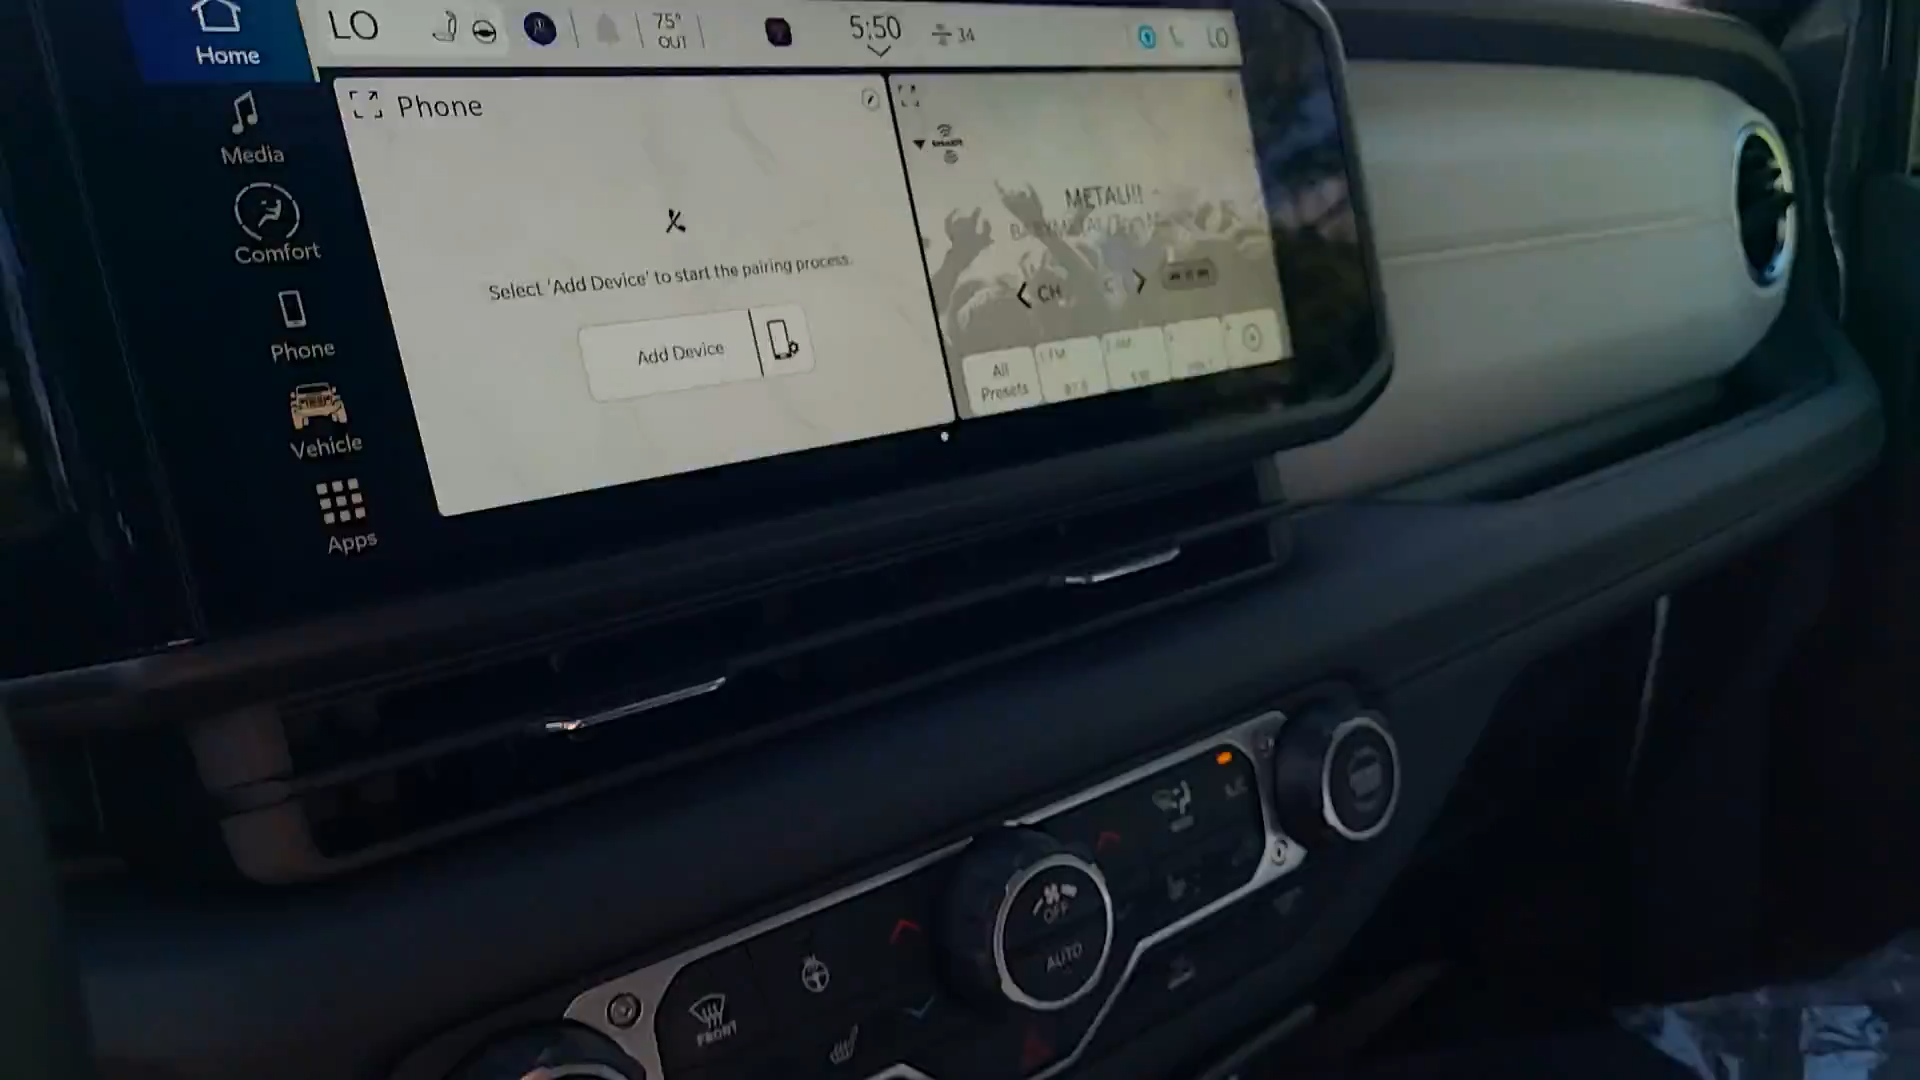 Home
LO
75°
OUT
5:50
34
LO
Media
Comfort
Phone
Vehicle
Apps
Phone
Select 'Add Device' to start the pairing process.
Add Device
METAL!!! -
CH
All
Presets
OFF
AUTO
FRONT